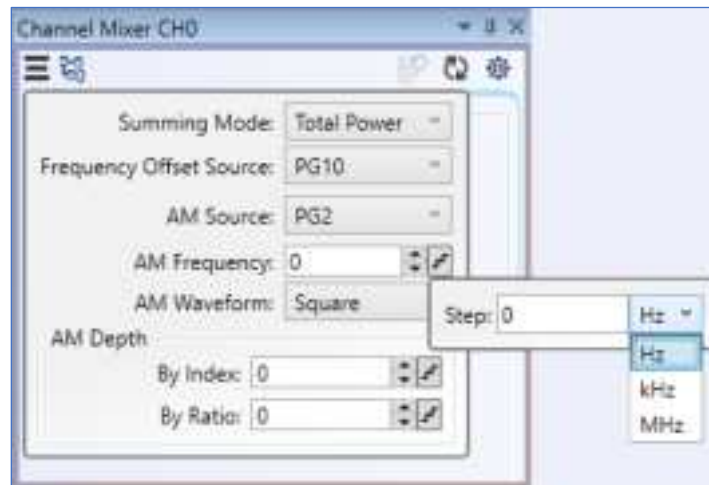 Channel Mixer CH0
Summing Mode: Total Power
Frequency Offset Source: PG10
AM Source: PG2
AM Frequency: 0
AM Waveform: Square
Step: 0 Hz
Hz
kHz
MHz
AM Depth
By Index: 0
By Ratio: 0